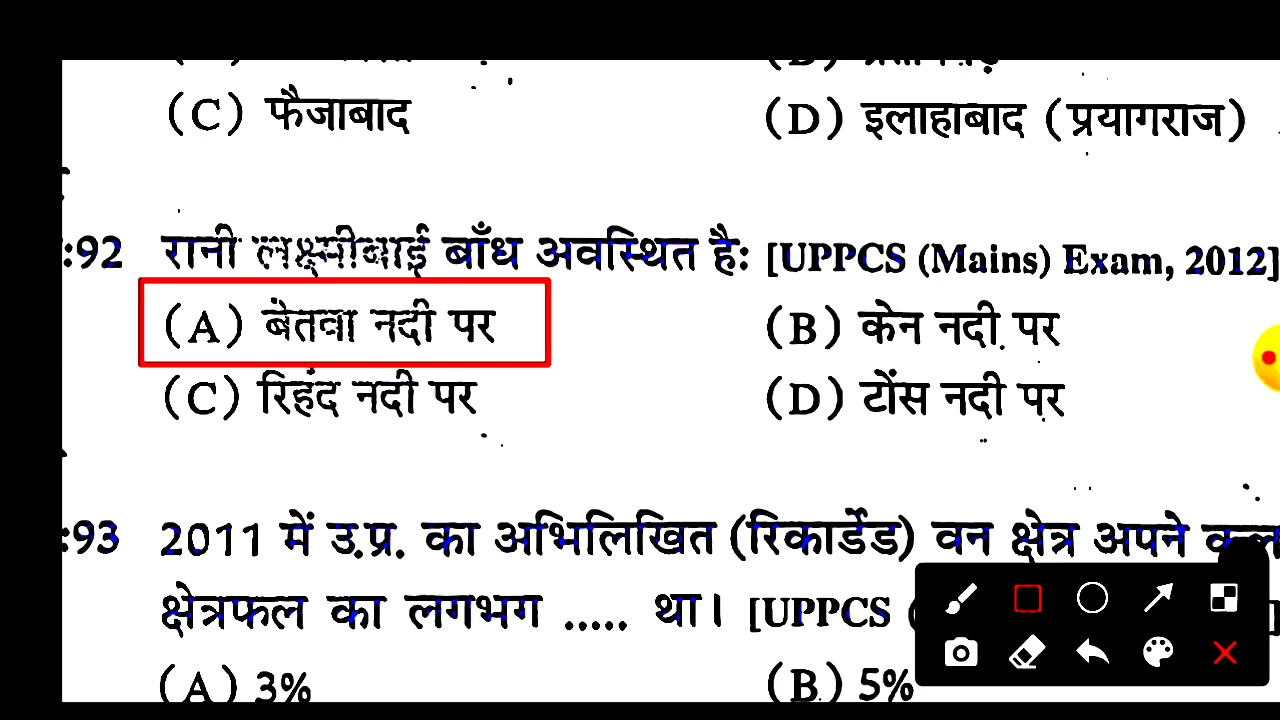 (C) फैजाबाद (D) इलाहाबाद (प्रयागराज)
:92 रानी लक्ष्मीबाई बाँध अवस्थित है: [UPPCS (Mains) Exam, 2012]
(A) बेतवा नदी पर (B) केन नदी पर
(C) रिहंद नदी पर (D) टोंस नदी पर
:93 2011 में उ.प्र. का अभिलिखित (रिकार्डेड) वन क्षेत्र अपने
क्षेत्रफल का लगभग ..... था। [UPPCS (
(A) 3% (B) 5%